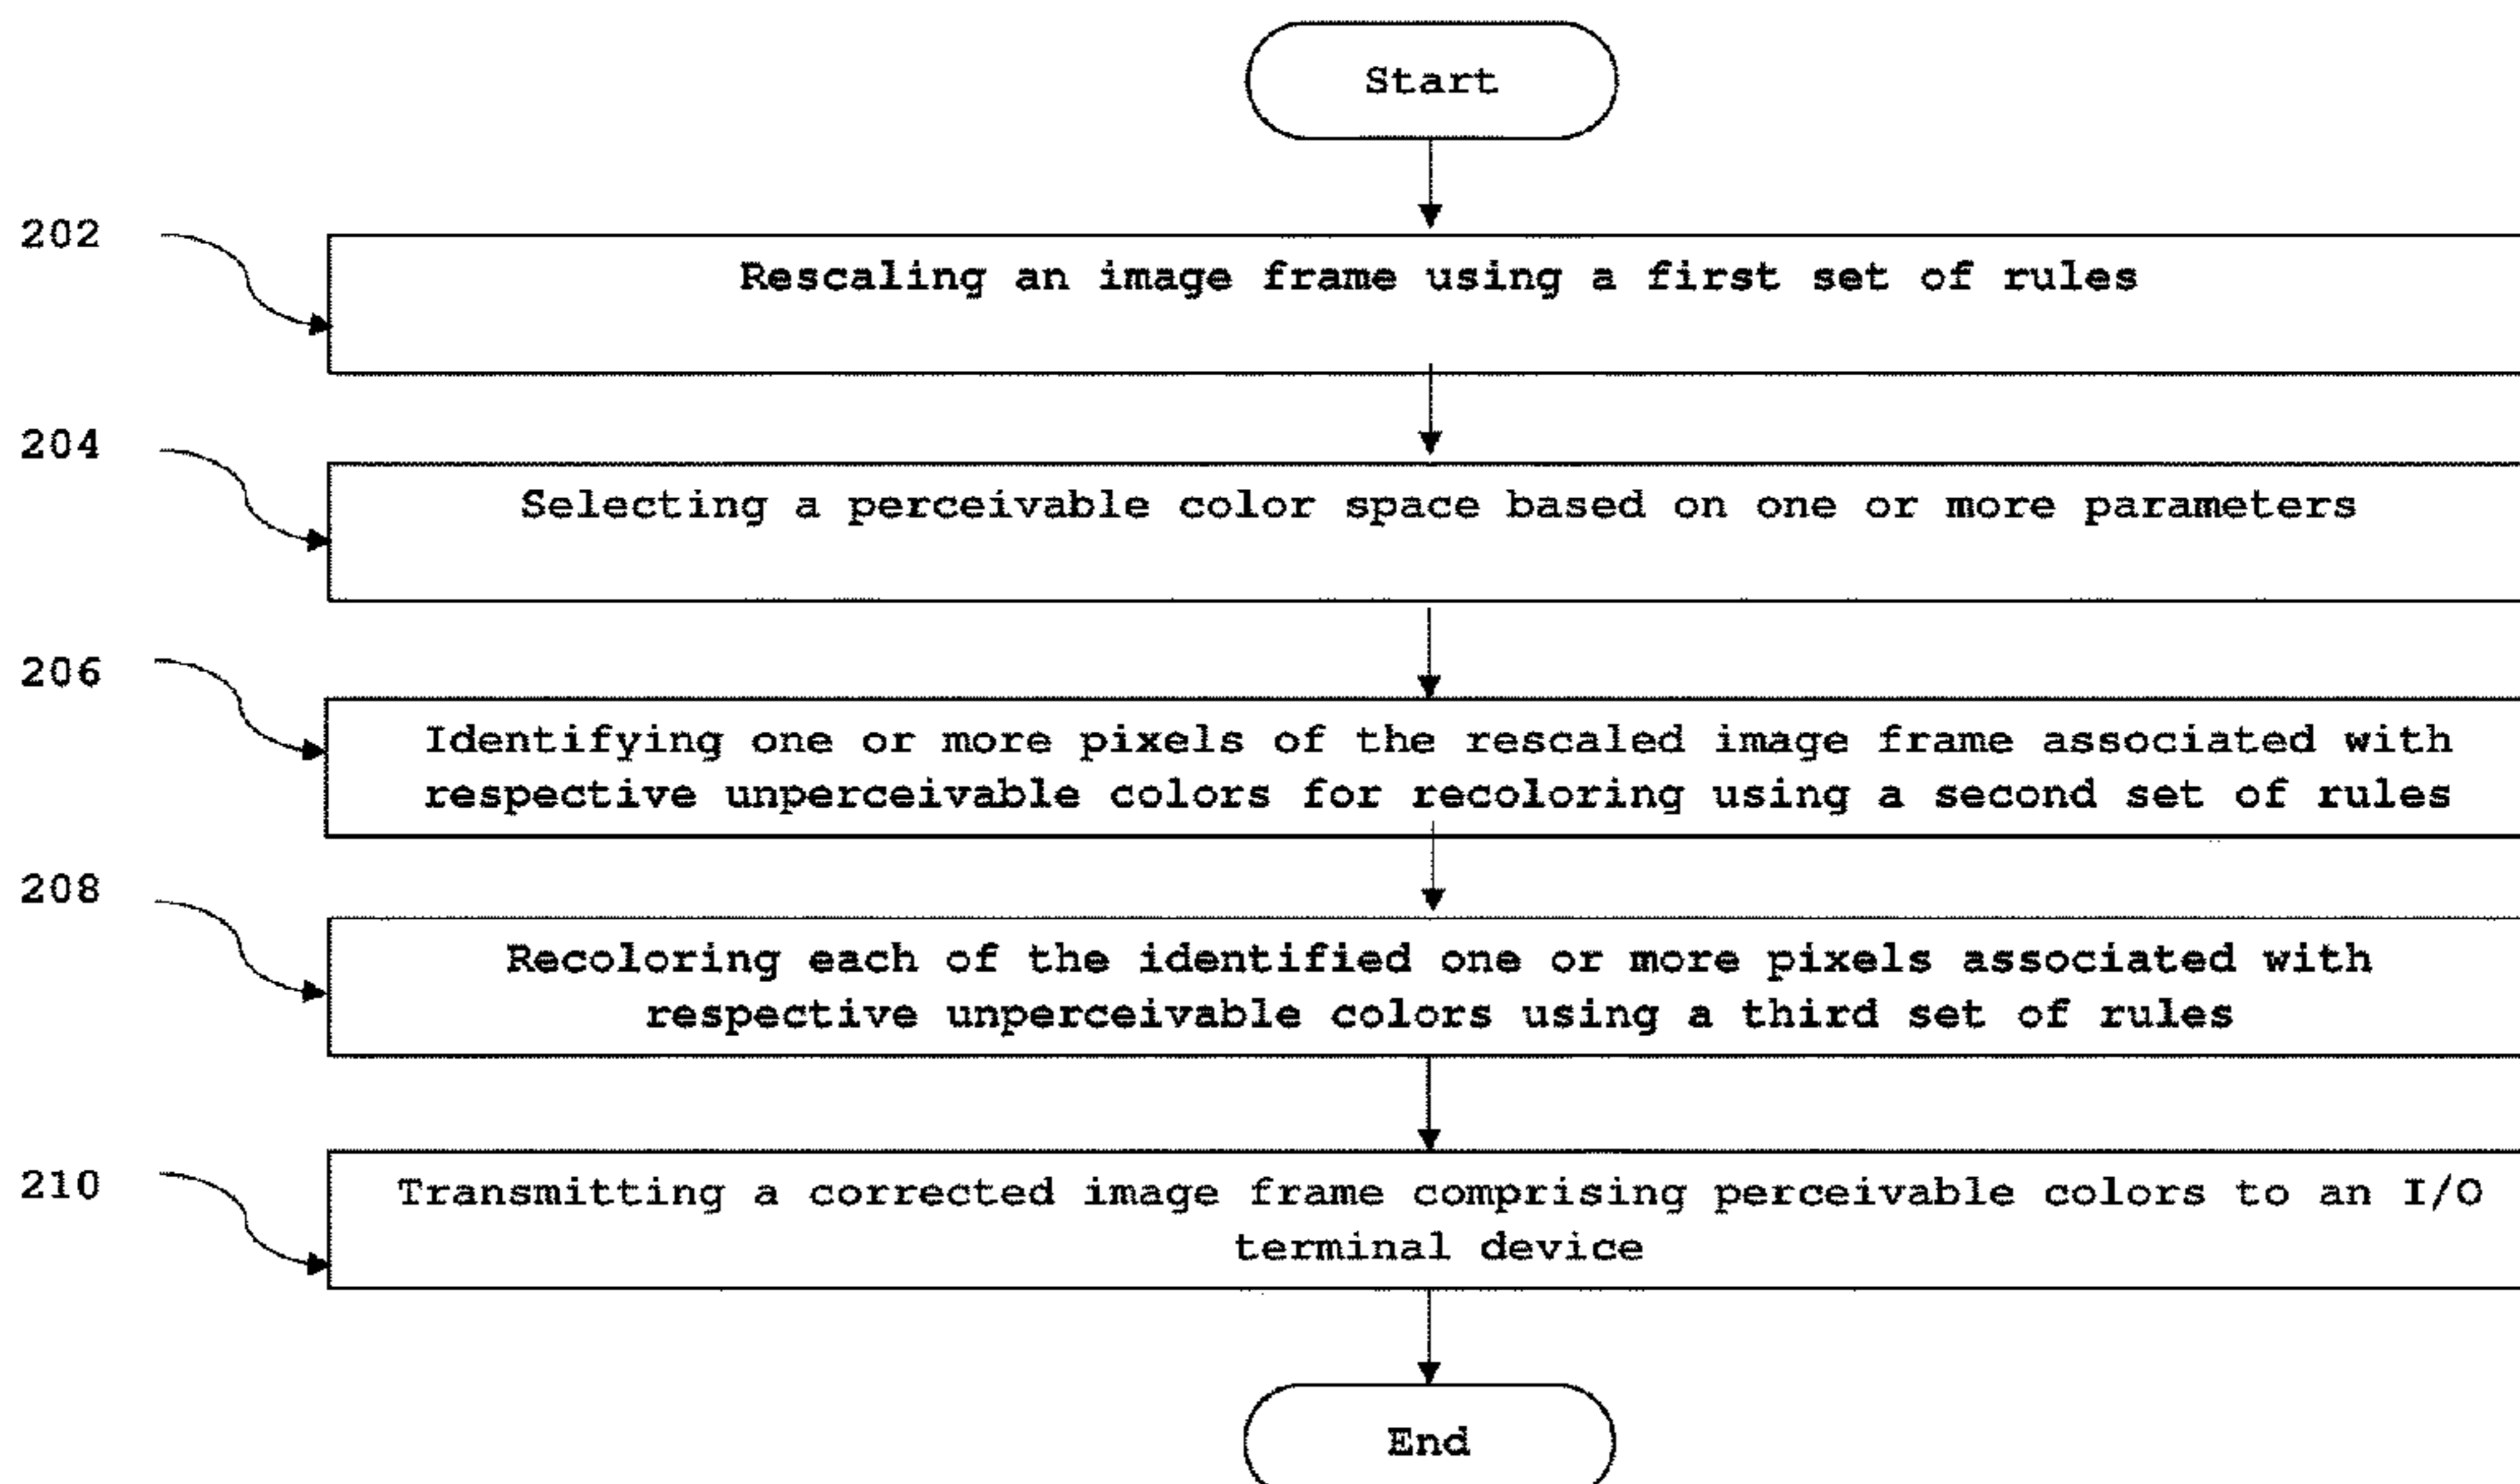 Start
202
Rescaling an image frame using a first set of rules
204
Selecting a perceivable color space based on one or more parameters
206
Identifying one or more pixels of the rescaled image frame associated with
respective unperceivable colors for recoloring using a second set of rules
208
Recoloring each of the identified one or more pixels associated with
respective unperceivable colors using a third set of rules
210
Transmitting a corrected image frame comprising perceivable colors to an I/O
terminal device
End